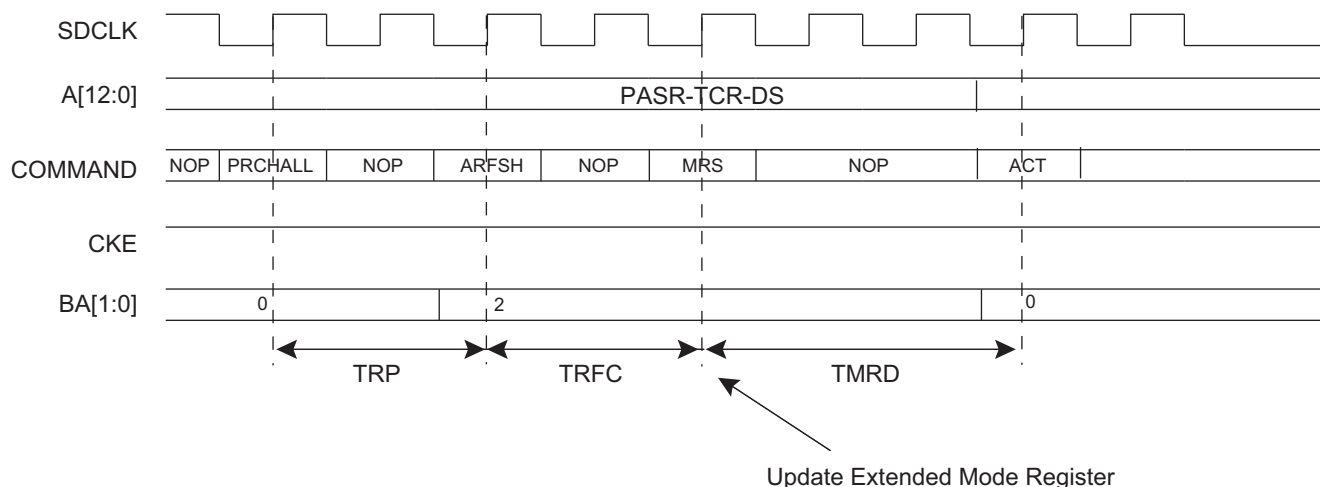 SDCLK
A[12:0]
PASR-TCR-DS
COMMAND
NOP PRCHALL NOP ARFSH NOP MRS NOP ACT
CKE
BA[1:0]
0 2 0
TRP TRFC TMRD
Update Extended Mode Register